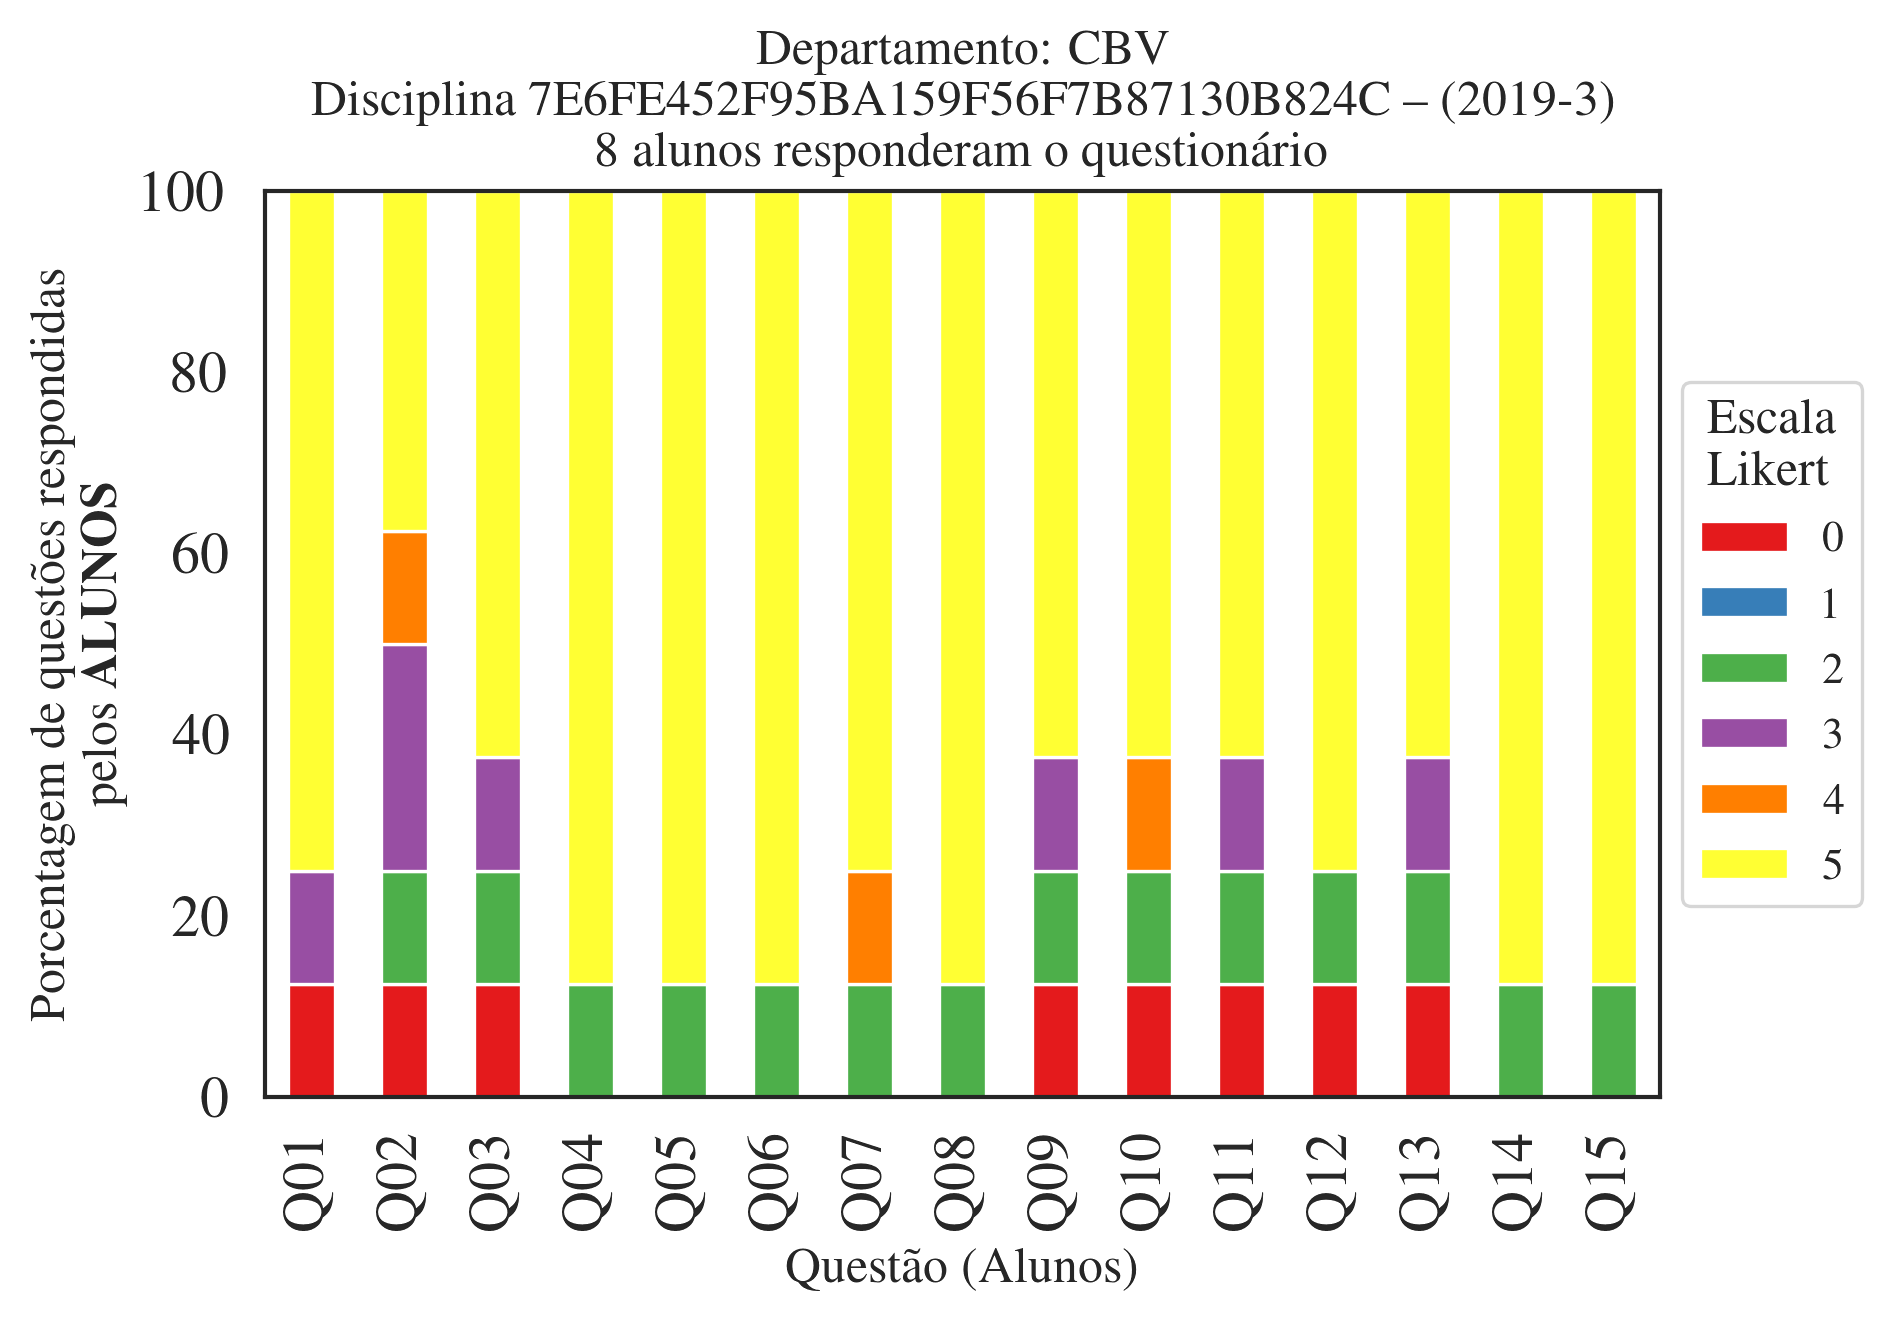 Departamento: CBV
Disciplina 7E6FE452F95BA159F56F7B87130B824C – (2019-3)
8 alunos responderam o questionário
Porcentagem de questões respondidas
pelos ALUNOS
100
80
60
40
20
0
Q01
Q02
Q03
Q04
Q05
Q06
Q07
Q08
Q09
Q10
Q11
Q12
Q13
Q14
Q15
Questão (Alunos)
Escala
Likert
0
1
2
3
4
5